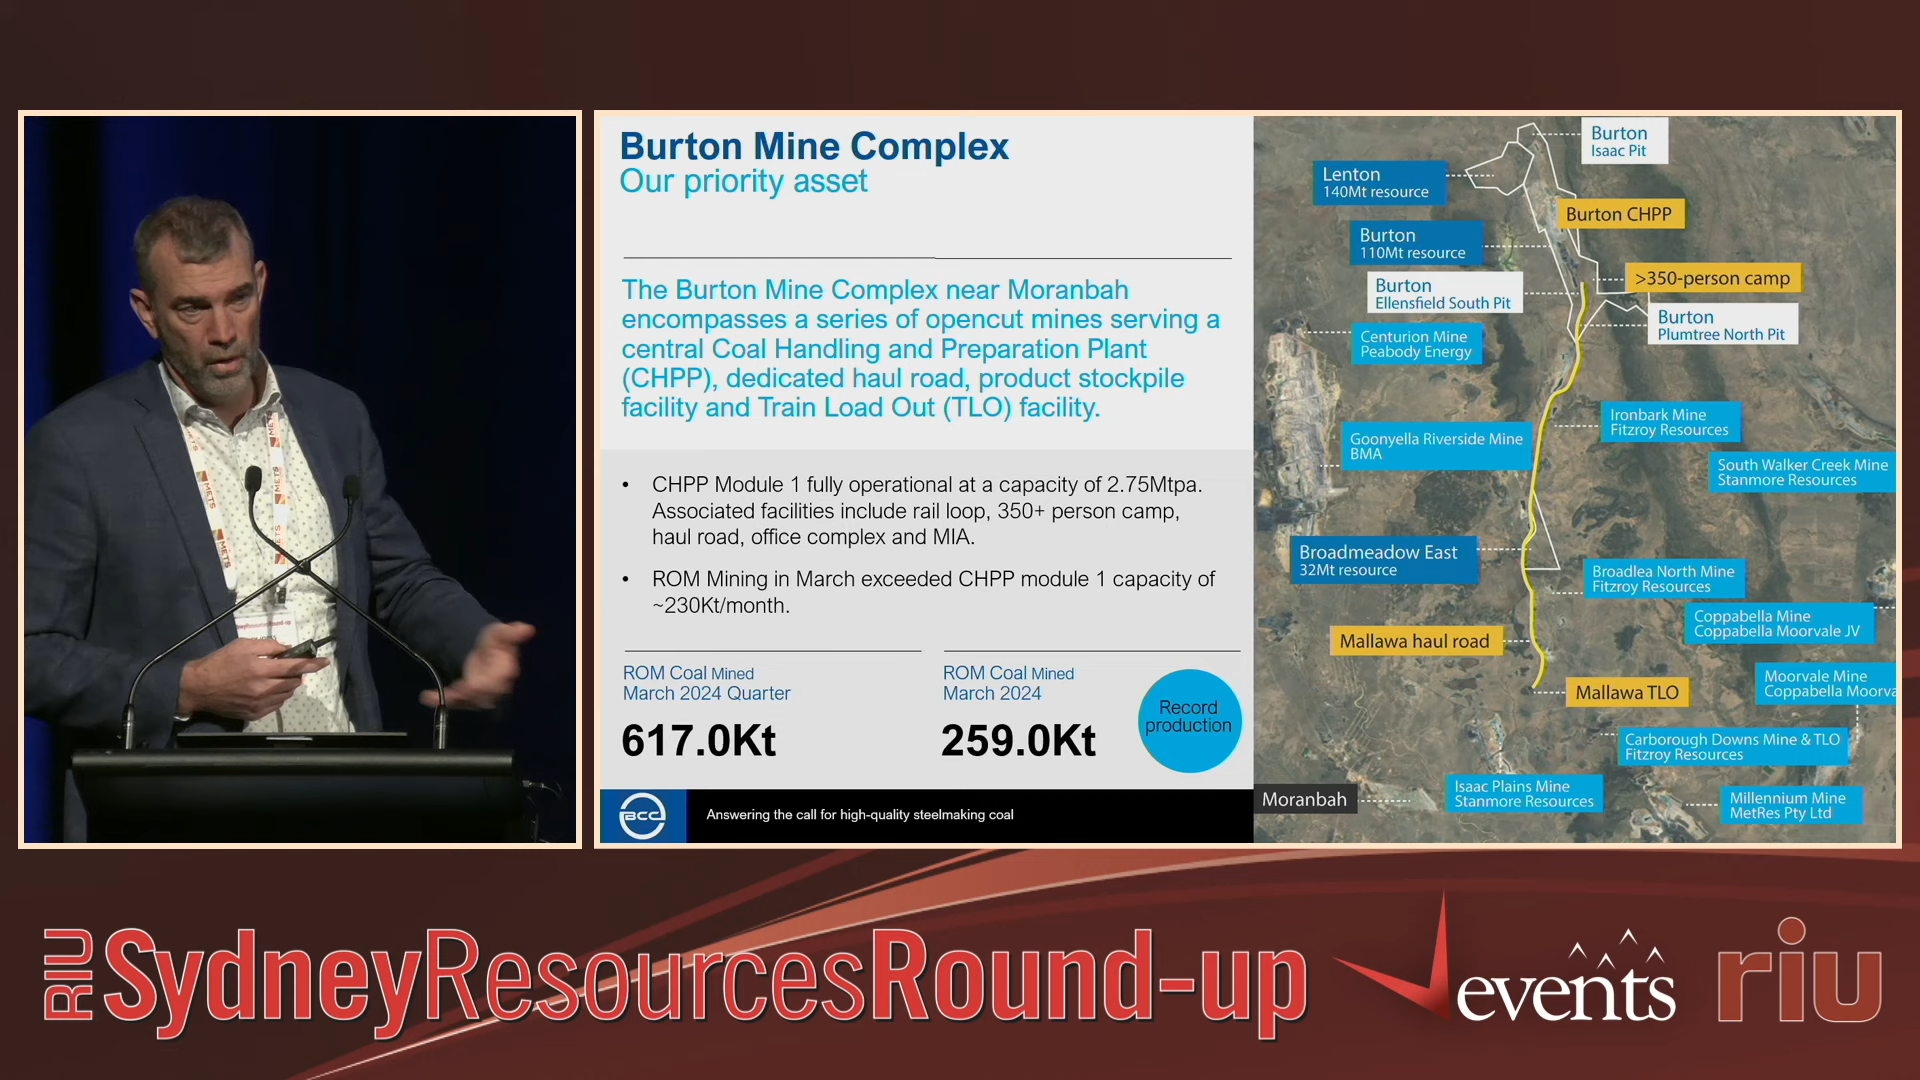 Burton Mine Complex
Our priority asset
The Burton Mine Complex near Moranbah
encompasses a series of opencut mines serving a
central Coal Handling and Preparation Plant
(CHPP), dedicated haul road, product stockpile
facility and Train Load Out (TLO) facility.
• CHPP Module 1 fully operational at a capacity of 2.75Mtpa.
Associated facilities include rail loop, 350+ person camp,
haul road, office complex and MIA.
• ROM Mining in March exceeded CHPP module 1 capacity of
~230Kt/month.
ROM Coal Mined
March 2024 Quarter
617.0Kt
ROM Coal Mined
March 2024
259.0Kt
Record
production
BCC
Answering the call for high-quality steelmaking coal
Burton
Isaac Pit
Lenton
140Mt resource
Burton CHPP
Burton
110Mt resource
>350-person camp
Burton
Ellensfield South Pit
Burton
Plumtree North Pit
Centurion Mine
Peabody Energy
Ironbark Mine
Fitzroy Resources
Goonyella Riverside Mine
BMA
South Walker Creek Mine
Stanmore Resources
Broadmeadow East
32Mt resource
Broadlea North Mine
Fitzroy Resources
Coppabella Mine
Coppabella Moorvale JV
Mallawa haul road
Moorvale Mine
Coppabella Moorva
Mallawa TLO
Carborough Downs Mine & TLO
Fitzroy Resources
Isaac Plains Mine
Stanmore Resources
Moranbah
Millennium Mine
MetRes Pty Ltd
METS
METS
METS
METS
RIU SydneyResourcesRound-up
events
riu